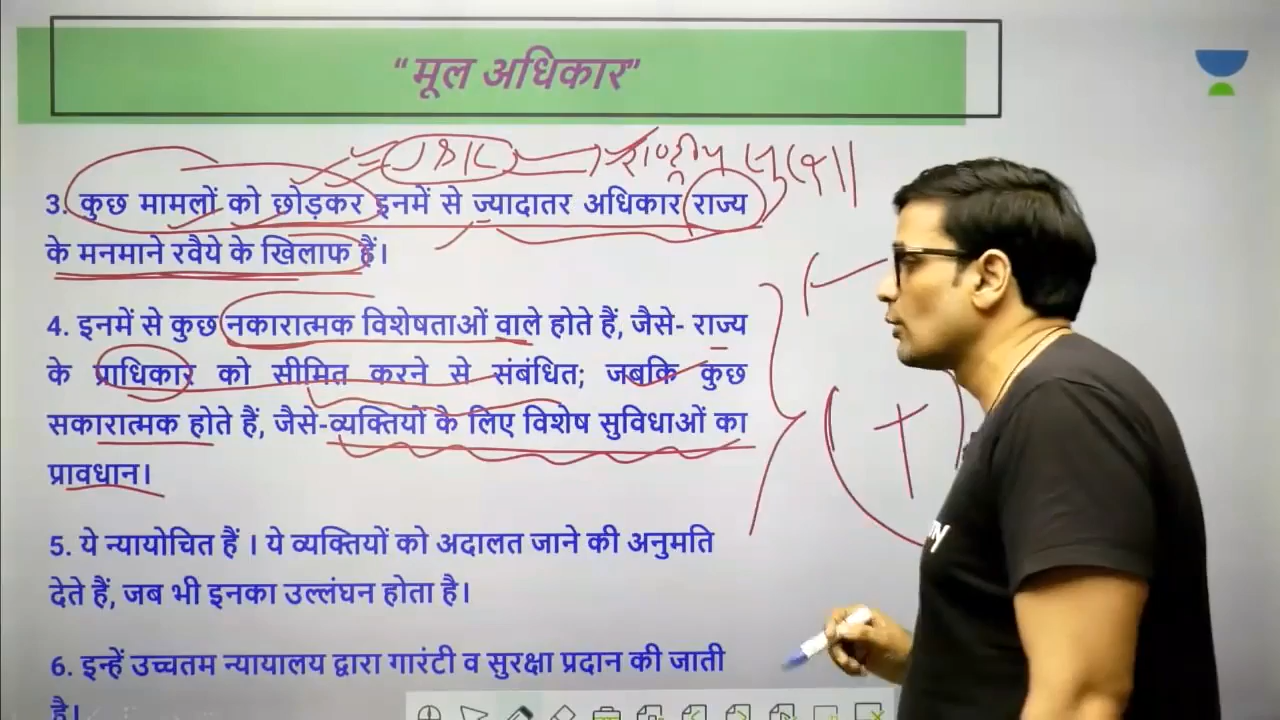 “मूल अधिकार”
राष्ट्रीय सुरक्षा
3. कुछ मामलों को छोड़कर इनमें से ज्यादातर अधिकार राज्य
के मनमाने रवैये के खिलाफ हैं।
4. इनमें से कुछ नकारात्मक विशेषताओं वाले होते हैं, जैसे- राज्य
के प्राधिकार को सीमित करने से संबंधित; जबकि कुछ
सकारात्मक होते हैं, जैसे-व्यक्तियों के लिए विशेष सुविधाओं का
प्रावधान।
5. ये न्यायोचित हैं । ये व्यक्तियों को अदालत जाने की अनुमति
देते हैं, जब भी इनका उल्लंघन होता है।
6. इन्हें उच्चतम न्यायालय द्वारा गारंटी व सुरक्षा प्रदान की जाती
है।